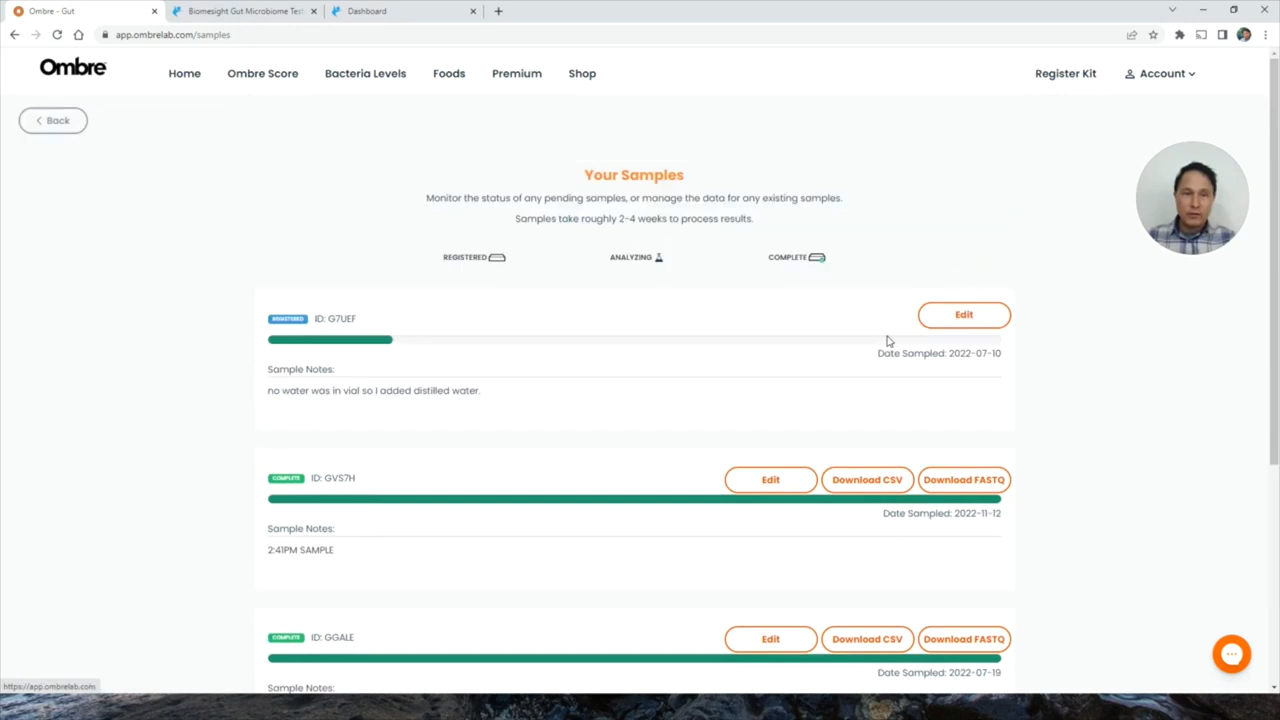 Ombre - Gut
Biomesight Gut Microbiome Tes
Dashboard
app.ombrelab.com/samples
Ombre
Home
Ombre Score
Bacteria Levels
Foods
Premium
Shop
Register Kit
Account
Back
Your Samples
Monitor the status of any pending samples, or manage the data for any existing samples.
Samples take roughly 2-4 weeks to process results.
REGISTERED
ANALYZING
COMPLETE
REGISTERED ID: G7UEF
Edit
Date Sampled: 2022-07-10
Sample Notes:
no water was in vial so I added distilled water.
COMPLETE ID: GVS7H
Edit
Download CSV
Download FASTQ
Date Sampled: 2022-11-12
Sample Notes:
2:41PM SAMPLE
COMPLETE ID: GGALE
Edit
Download CSV
Download FASTQ
Date Sampled: 2022-07-19
Sample Notes:
https://app.ombrelab.com